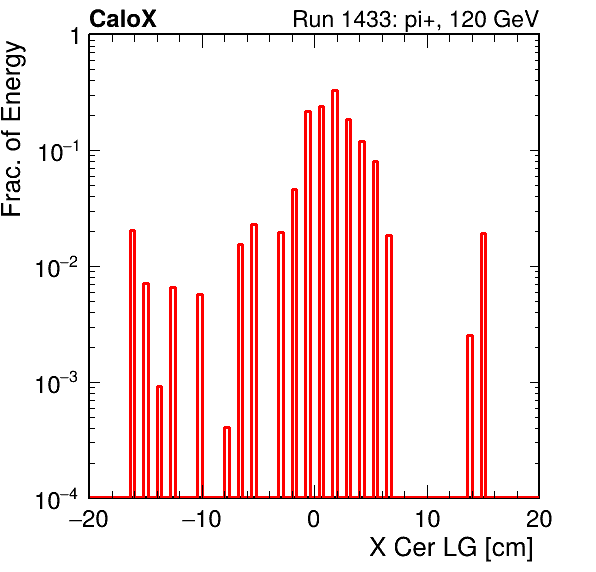 CaloX Run 1433: pi+, 120 GeV
Frac. of Energy
1
10⁻¹
10⁻²
10⁻³
10⁻⁴
−20 −10 0 10 20
X Cer LG [cm]